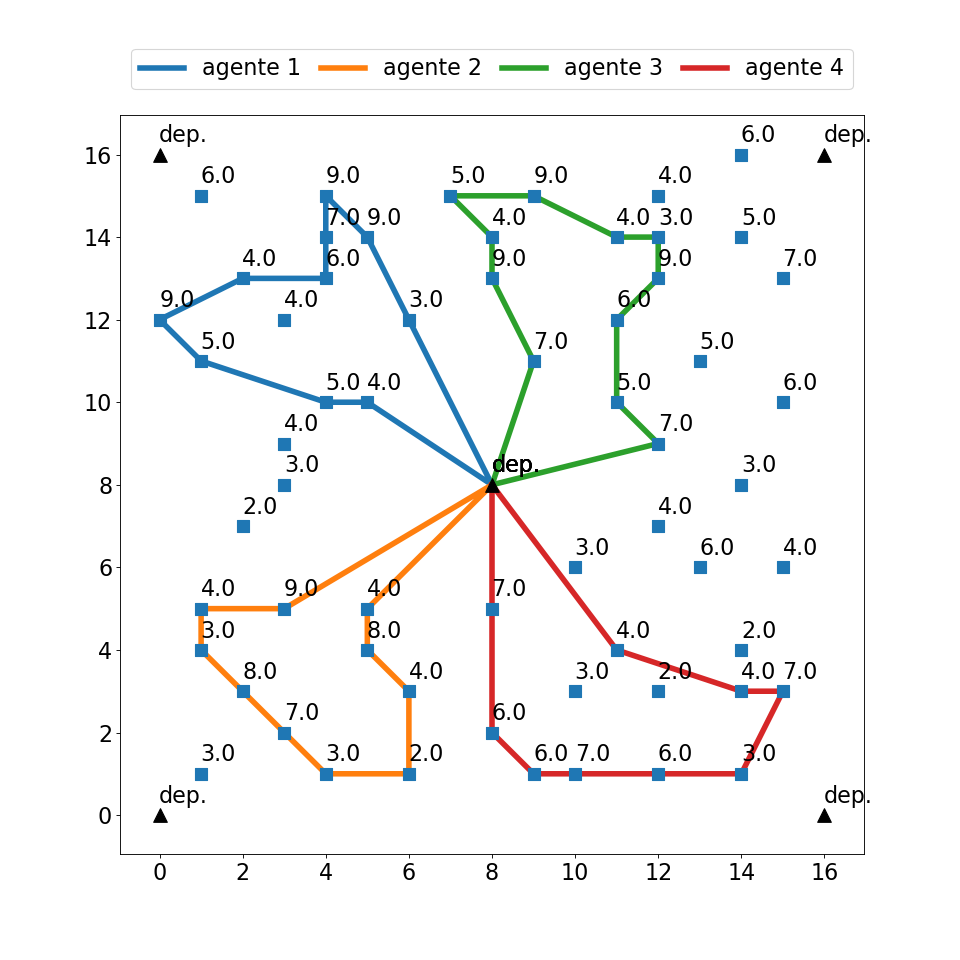 agente 1 agente 2 agente 3 agente 4
dep. 6.0 dep.
16
6.0 9.0 5.0 9.0 4.0
7.0 9.0 4.0 4.0 3.0 5.0
14
4.0 6.0 9.0 9.0 7.0
9.0 4.0 3.0 6.0
12
5.0 7.0 5.0
5.0 4.0 5.0 6.0
10
4.0 7.0
3.0 dep. 3.0
8
2.0 4.0
3.0 6.0 4.0
6
4.0 9.0 4.0 7.0
3.0 8.0 4.0 2.0
4
8.0 4.0 3.0 2.0 4.0 7.0
7.0 6.0
2
3.0 3.0 2.0 6.0 7.0 6.0 3.0
dep. dep.
0
0 2 4 6 8 10 12 14 16